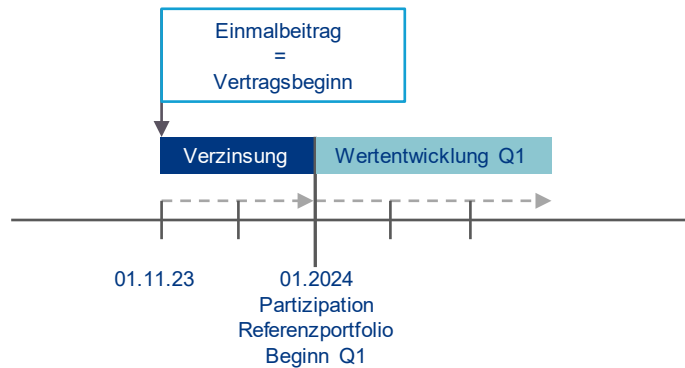 Einmalbeitrag
=
Vertragsbeginn
Verzinsung
Wertentwicklung Q1
01.11.23
01.2024
Partizipation
Referenzportfolio
Beginn Q1